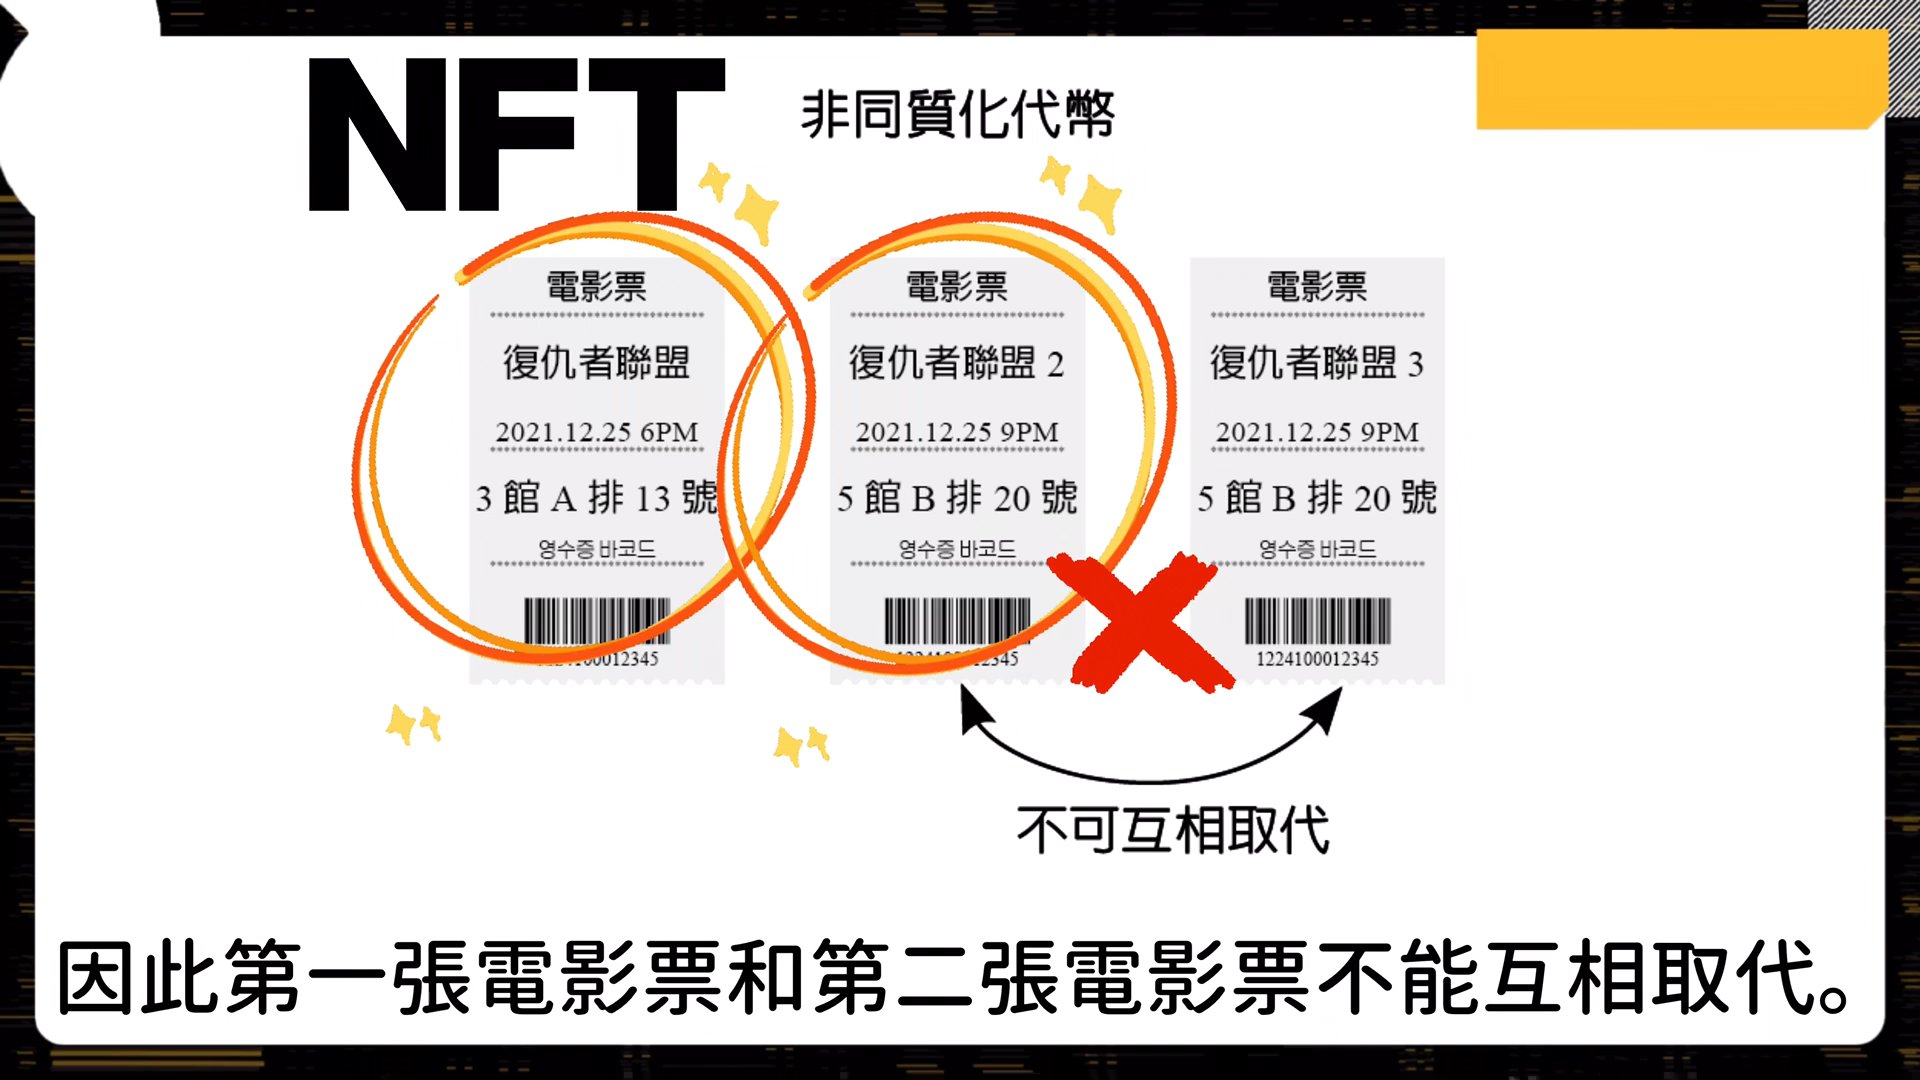 NFT
非同質化代幣
電影票
復仇者聯盟
2021.12.25 6PM
3 館 A 排 13 號
영수증 바코드
電影票
復仇者聯盟 2
2021.12.25 9PM
5 館 B 排 20 號
영수증 바코드
電影票
復仇者聯盟 3
2021.12.25 9PM
5 館 B 排 20 號
영수증 바코드
1224100012345
不可互相取代
因此第一張電影票和第二張電影票不能互相取代。